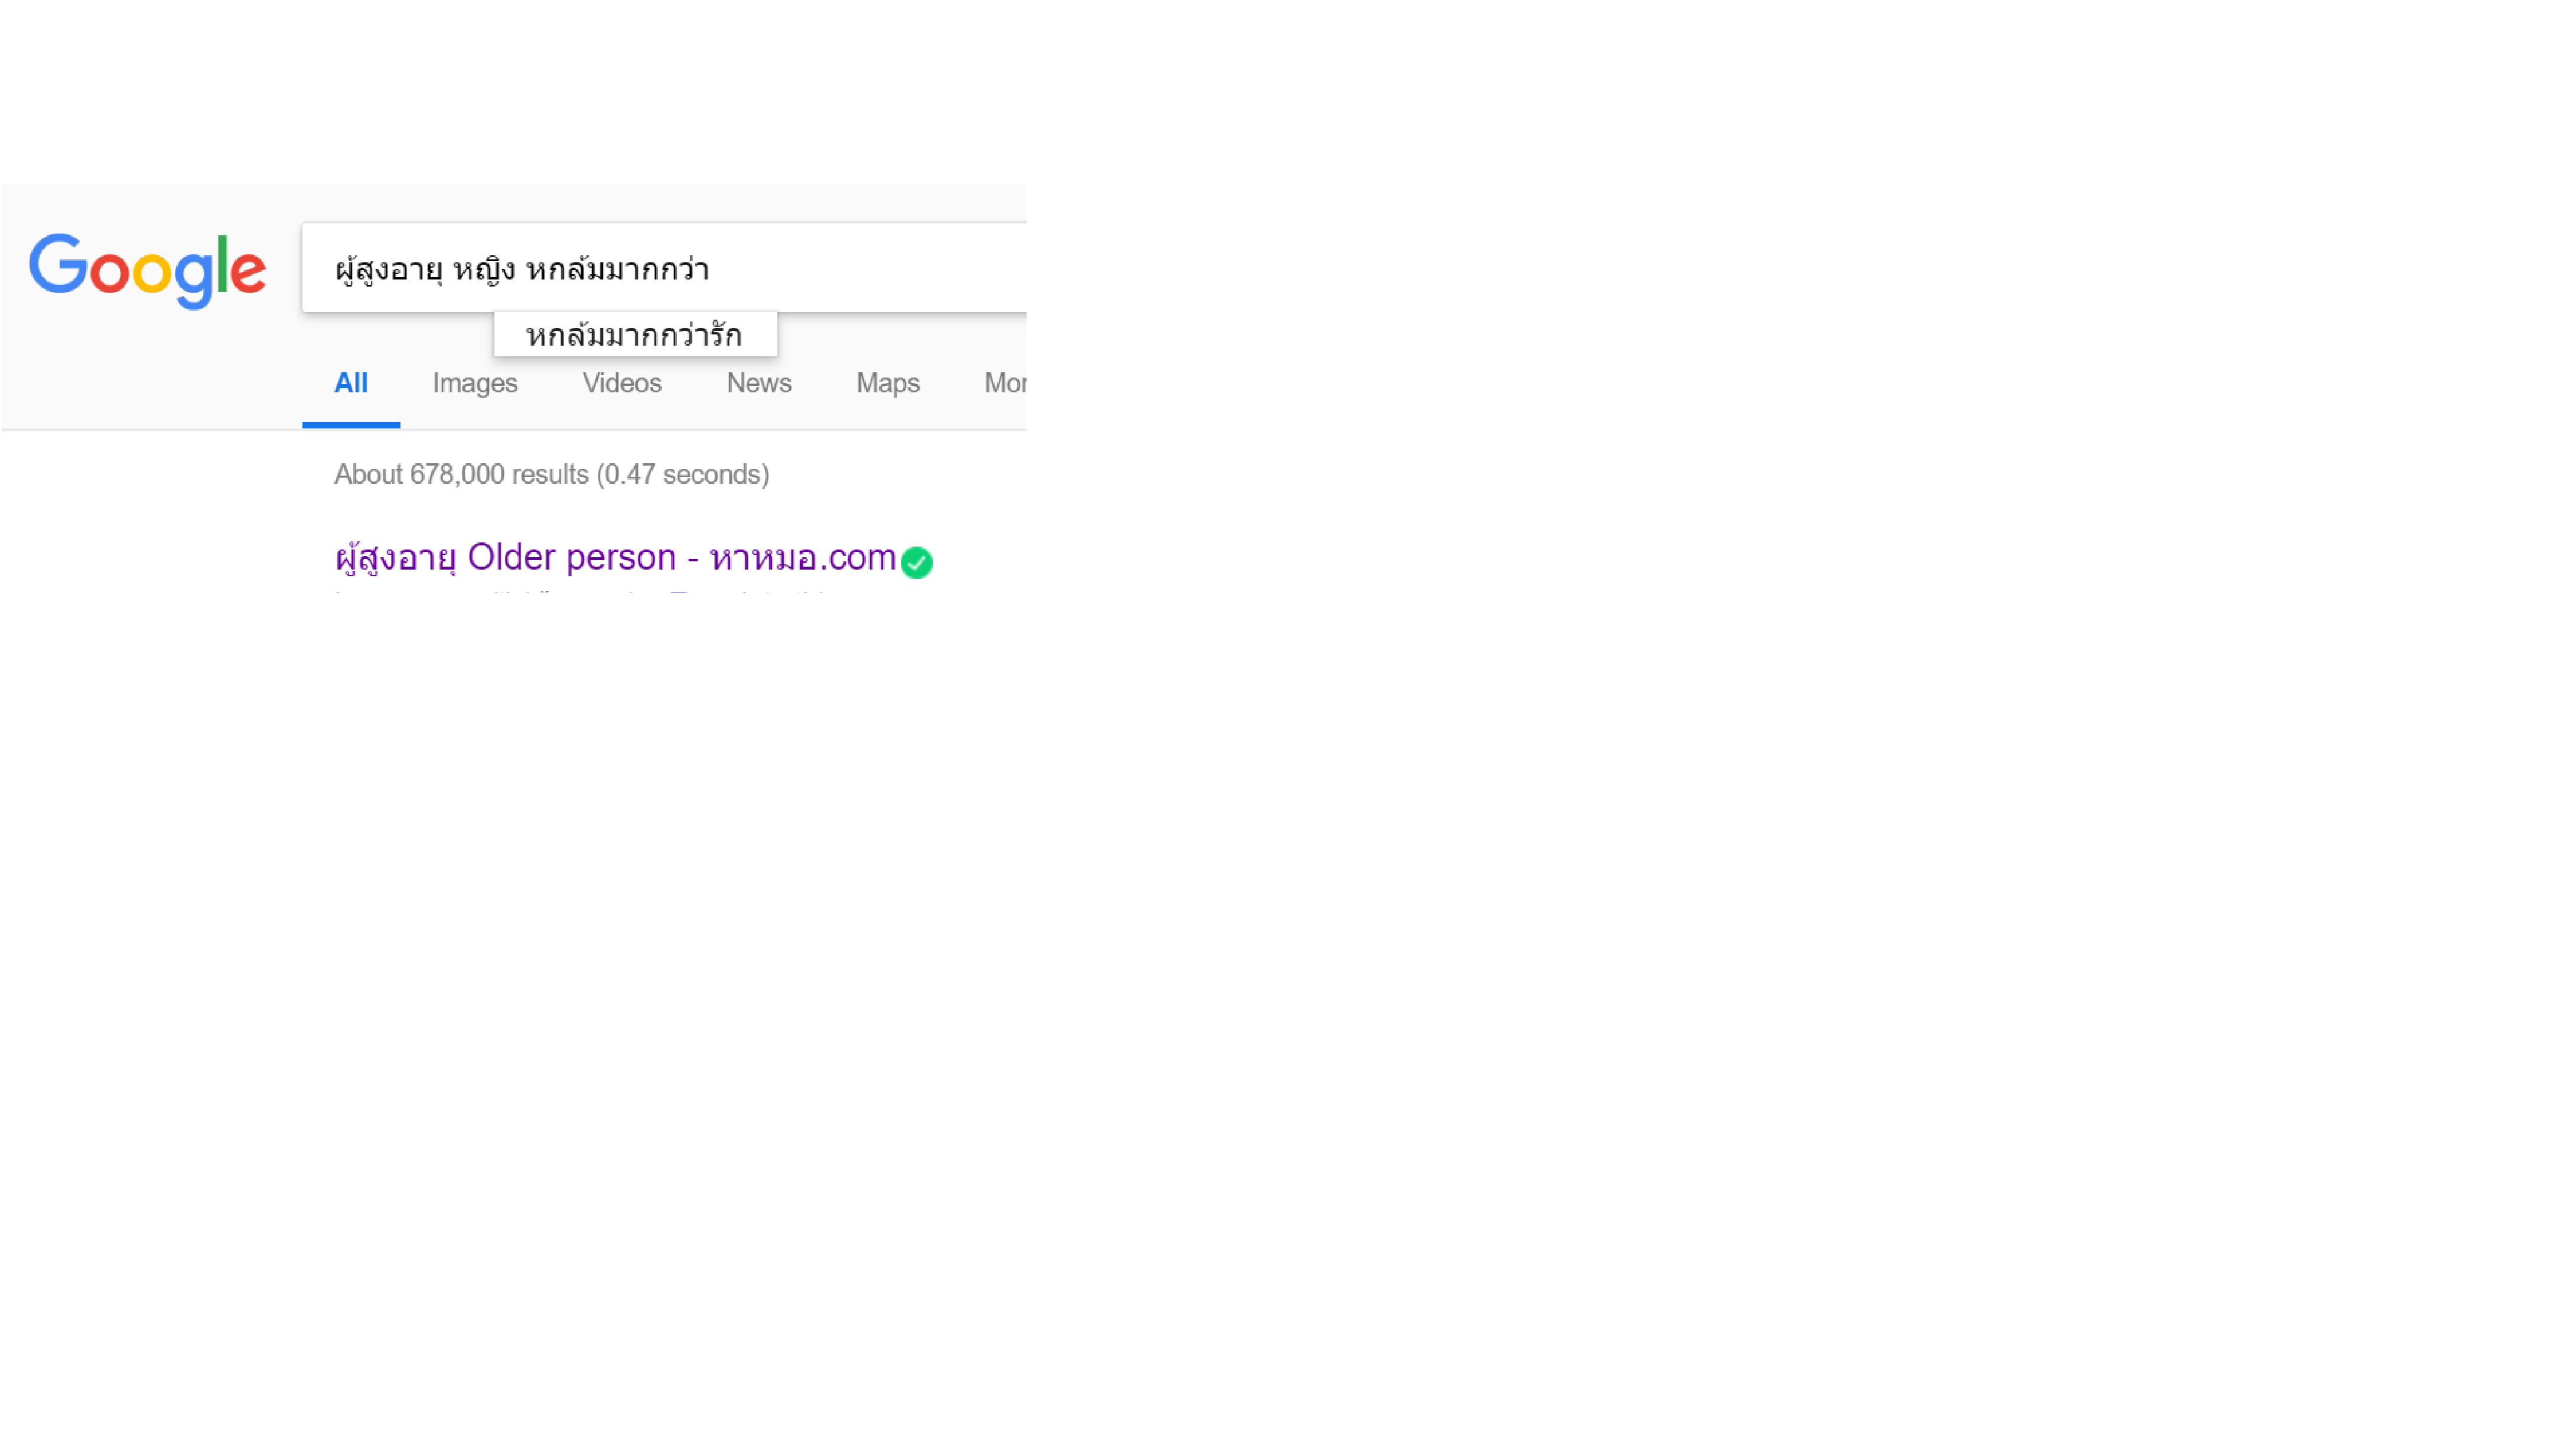 Google
ผู้สูงอายุ หญิง หกล้มมากกว่า
หกล้มมากกว่ารัก
All Images Videos News Maps Mor
About 678,000 results (0.47 seconds)
ผู้สูงอายุ Older person - หาหมอ.com